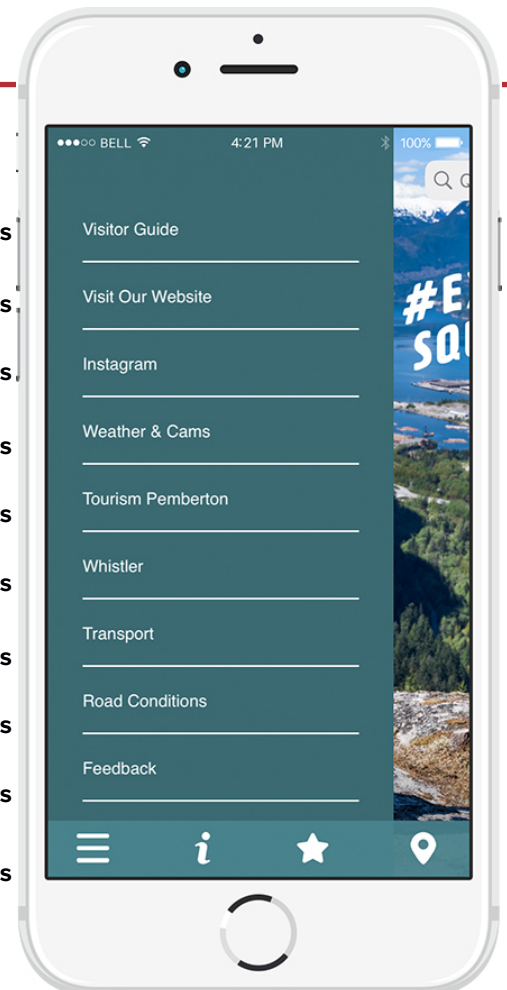 BELL 4:21 PM 100%
Visitor Guide
Visit Our Website
Instagram
Weather & Cams
Tourism Pemberton
Whistler
Transport
Road Conditions
Feedback
s
s
s
s
s
s
s
s
s
s